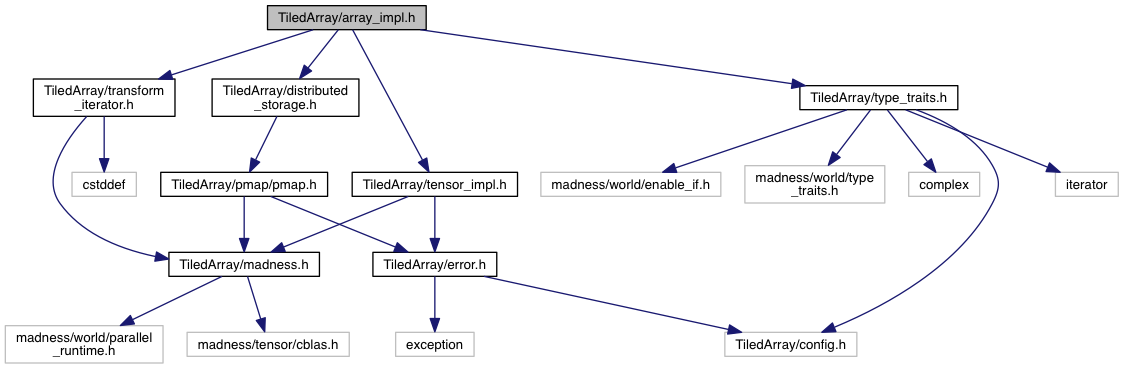 TiledArray/array_impl.h
TiledArray/transform
_iterator.h
TiledArray/distributed
_storage.h
TiledArray/type_traits.h
cstddef
TiledArray/pmap/pmap.h
TiledArray/tensor_impl.h
madness/world/enable_if.h
madness/world/type
_traits.h
complex
iterator
TiledArray/madness.h
TiledArray/error.h
madness/world/parallel
_runtime.h
madness/tensor/cblas.h
exception
TiledArray/config.h